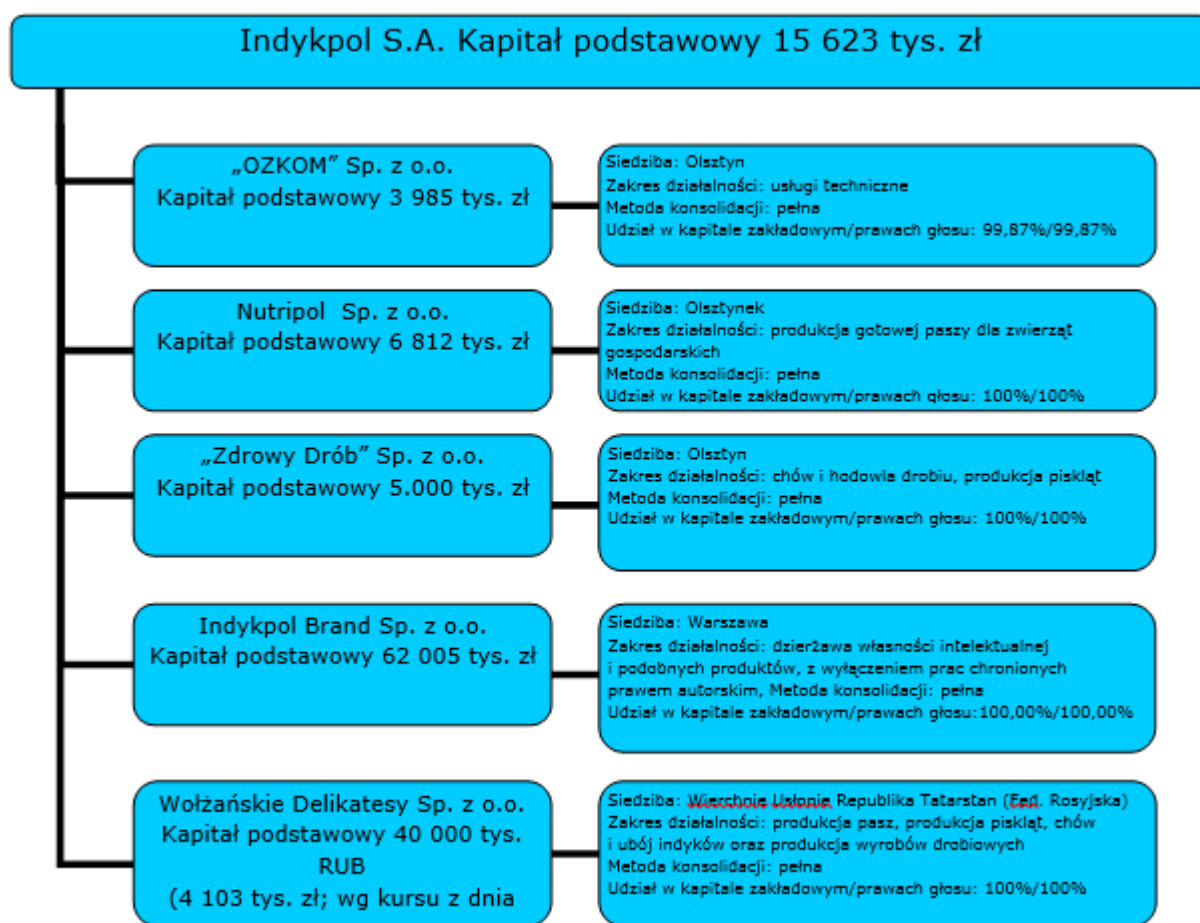 Indykpol S.A. Kapitał podstawowy 15 623 tys. zł
„OZKOM” Sp. z o.o.
Kapitał podstawowy 3 985 tys. zł
Siedziba: Olsztyn
Zakres działalności: usługi techniczne
Metoda konsolidacji: pełna
Udział w kapitale zakładowym/prawach głosu: 99,87%/99,87%
Nutripol Sp. z o.o.
Kapitał podstawowy 6 812 tys. zł
Siedziba: Olsztynek
Zakres działalności: produkcja gotowej paszy dla zwierząt
gospodarskich
Metoda konsolidacji: pełna
Udział w kapitale zakładowym/prawach głosu: 100%/100%
„Zdrowy Drób” Sp. z o.o.
Kapitał podstawowy 5.000 tys. zł
Siedziba: Olsztyn
Zakres działalności: chów i hodowla drobiu, produkcja piskląt
Metoda konsolidacji: pełna
Udział w kapitale zakładowym/prawach głosu: 100%/100%
Indykpol Brand Sp. z o.o.
Kapitał podstawowy 62 005 tys. zł
Siedziba: Warszawa
Zakres działalności: dzierżawa własności intelektualnej
i podobnych produktów, z wyłączeniem prac chronionych
prawem autorskim, Metoda konsolidacji: pełna
Udział w kapitale zakładowym/prawach głosu:100,00%/100,00%
Wołżańskie Delikatesy Sp. z o.o.
Kapitał podstawowy 40 000 tys.
RUB
(4 103 tys. zł; wg kursu z dnia
Siedziba: Wierchnie Usłonie Republika Tatarstan (Fed. Rosyjska)
Zakres działalności: produkcja pasz, produkcja piskląt, chów
i ubój indyków oraz produkcja wyrobów drobiowych
Metoda konsolidacji: pełna
Udział w kapitale zakładowym/prawach głosu: 100%/100%